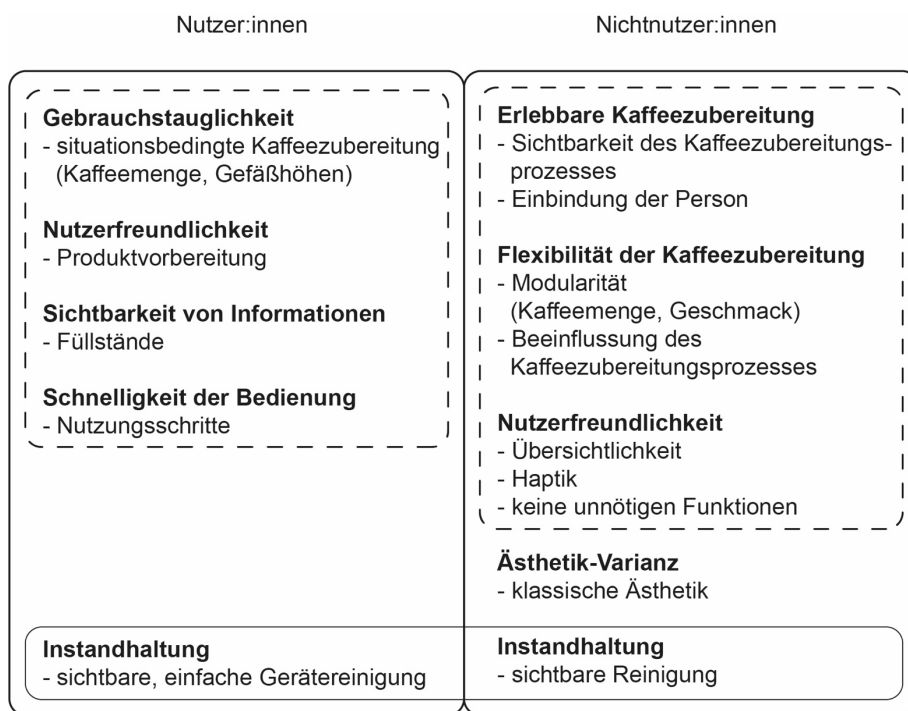 Nutzer:innen
Nichtnutzer:innen
Gebrauchstauglichkeit
- situationsbedingte Kaffeezubereitung
(Kaffeemenge, Gefäßhöhen)
Nutzerfreundlichkeit
- Produktvorbereitung
Sichtbarkeit von Informationen
- Füllstände
Schnelligkeit der Bedienung
- Nutzungsschritte
Instandhaltung
- sichtbare, einfache Gerätereinigung
Erlebbare Kaffeezubereitung
- Sichtbarkeit des Kaffeezubereitungs-
prozesses
- Einbindung der Person
Flexibilität der Kaffeezubereitung
- Modularität
(Kaffeemenge, Geschmack)
- Beeinflussung des
Kaffeezubereitungsprozesses
Nutzerfreundlichkeit
- Übersichtlichkeit
- Haptik
- keine unnötigen Funktionen
Ästhetik-Varianz
- klassische Ästhetik
Instandhaltung
- sichtbare Reinigung